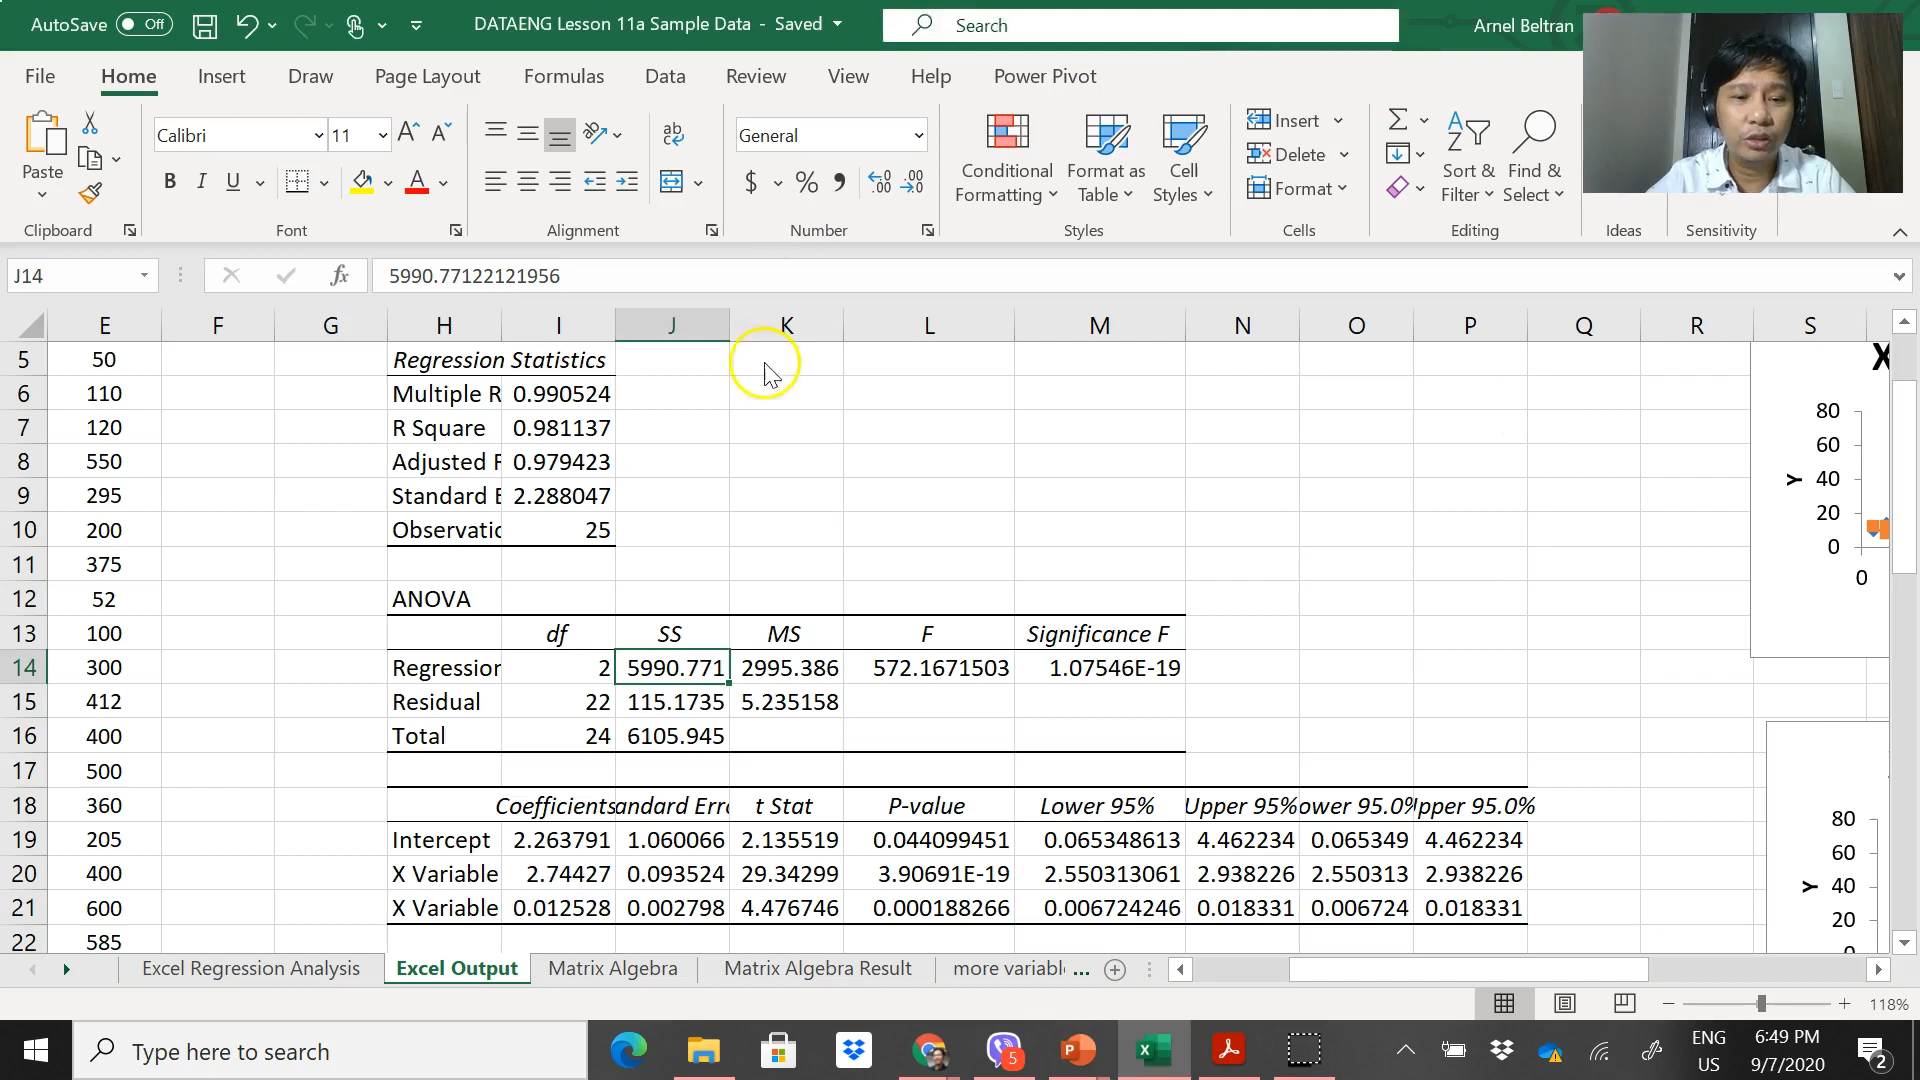 AutoSave Off DATAENG Lesson 11a Sample Data - Saved Search Arnel Beltran
File Home Insert Draw Page Layout Formulas Data Review View Help Power Pivot
Paste
Calibri 11
General
Conditional Formatting
Format as Table
Cell Styles
Insert
Delete
Format
Sort & Filter
Find & Select
Clipboard Font Alignment Number Styles Cells Editing Ideas Sensitivity
J14 fx 5990.77122121956
E F G H I J K L M N O P Q R S
5 50 Regression Statistics X
6 110 Multiple R 0.990524
7 120 R Square 0.981137
8 550 Adjusted F 0.979423
9 295 Standard E 2.288047
10 200 Observatio 25
11 375
12 52 ANOVA
13 100 df SS MS F Significance F
14 300 Regression 2 5990.771 2995.386 572.1671503 1.07546E-19
15 412 Residual 22 115.1735 5.235158
16 400 Total 24 6105.945
17 500
18 360 Coefficients andard Erro t Stat P-value Lower 95% Upper 95% ower 95.0% pper 95.0%
19 205 Intercept 2.263791 1.060066 2.135519 0.044099451 0.065348613 4.462234 0.065349 4.462234
20 400 X Variable 2.74427 0.093524 29.34299 3.90691E-19 2.550313061 2.938226 2.550313 2.938226
21 600 X Variable 0.012528 0.002798 4.476746 0.000188266 0.006724246 0.018331 0.006724 0.018331
22 585
80
60
Y 40
20
0
0
80
60
Y 40
20
0
Excel Regression Analysis Excel Output Matrix Algebra Matrix Algebra Result more variabl ...
118%
Type here to search
5
ENG
US
6:49 PM
9/7/2020
2